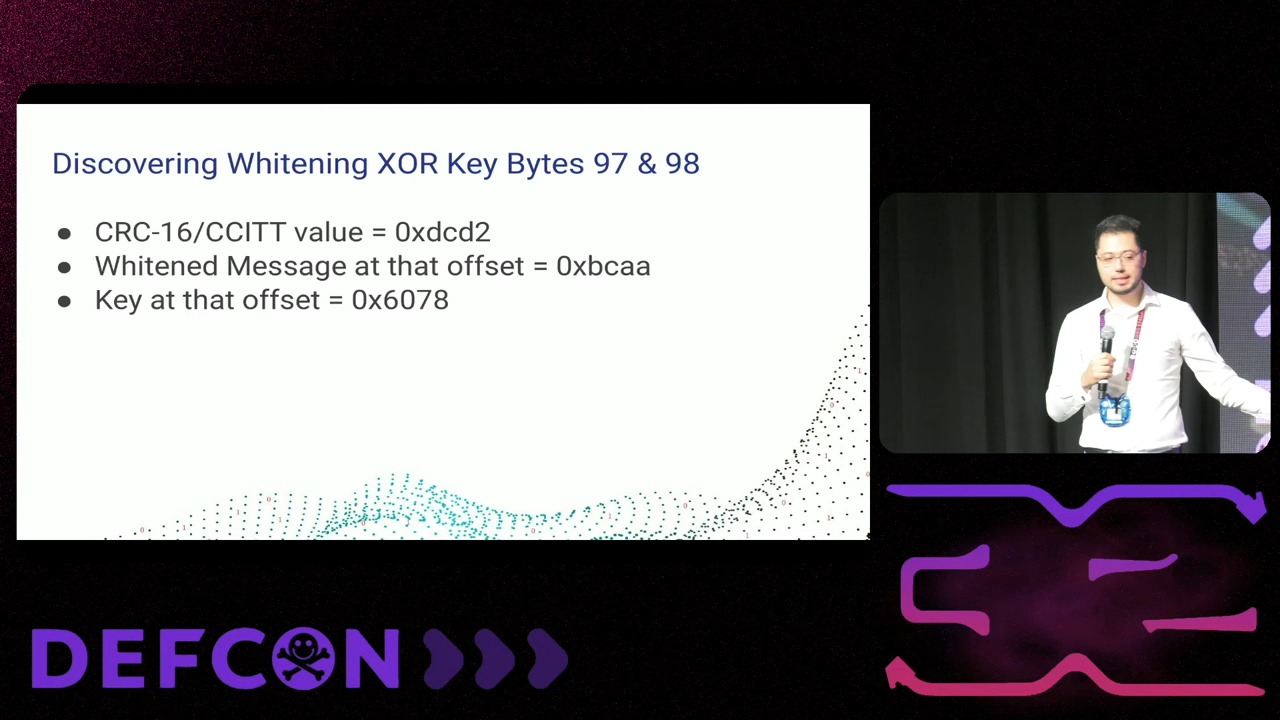 Discovering Whitening XOR Key Bytes 97 & 98
● CRC-16/CCITT value = 0xdcd2
● Whitened Message at that offset = 0xbcaa
● Key at that offset = 0x6078
DEFCON